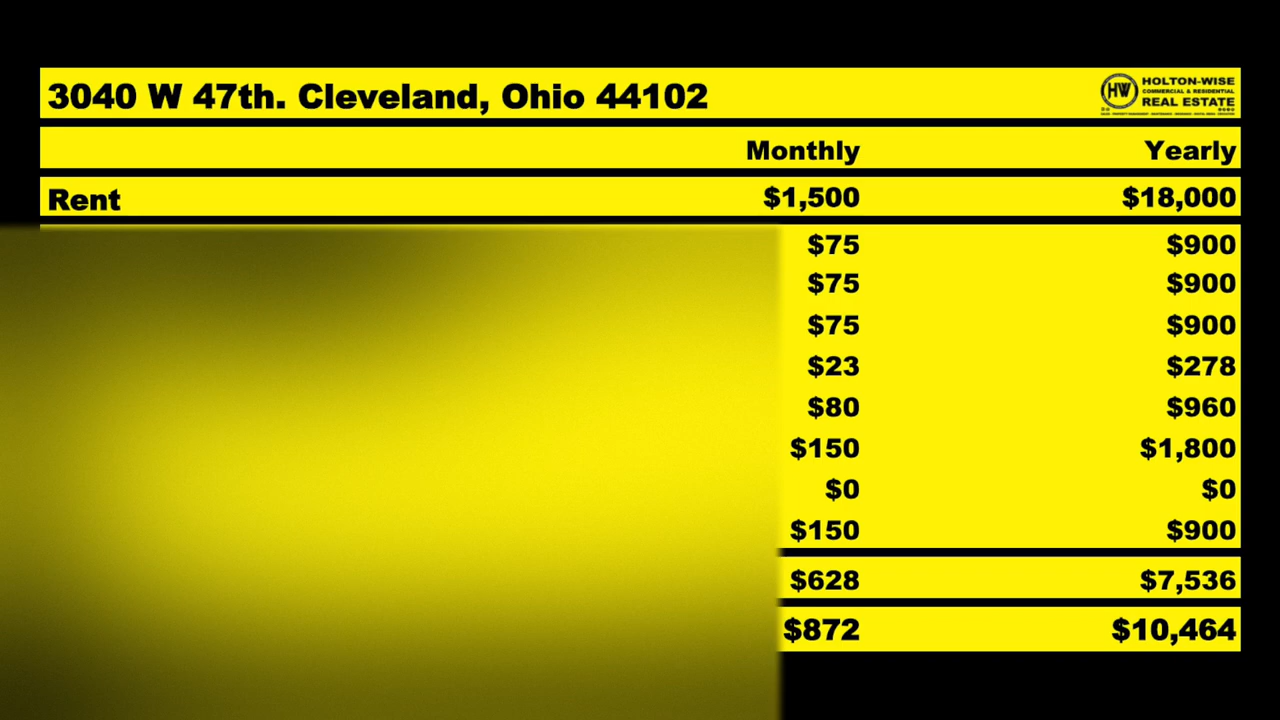 3040 W 47th. Cleveland, Ohio 44102
HOLTON-WISE
COMMERCIAL & RESIDENTIAL
REAL ESTATE
HW
Monthly Yearly
Rent $1,500 $18,000
$75 $900
$75 $900
$75 $900
$23 $278
$80 $960
$150 $1,800
$0 $0
$150 $900
$628 $7,536
$872 $10,464